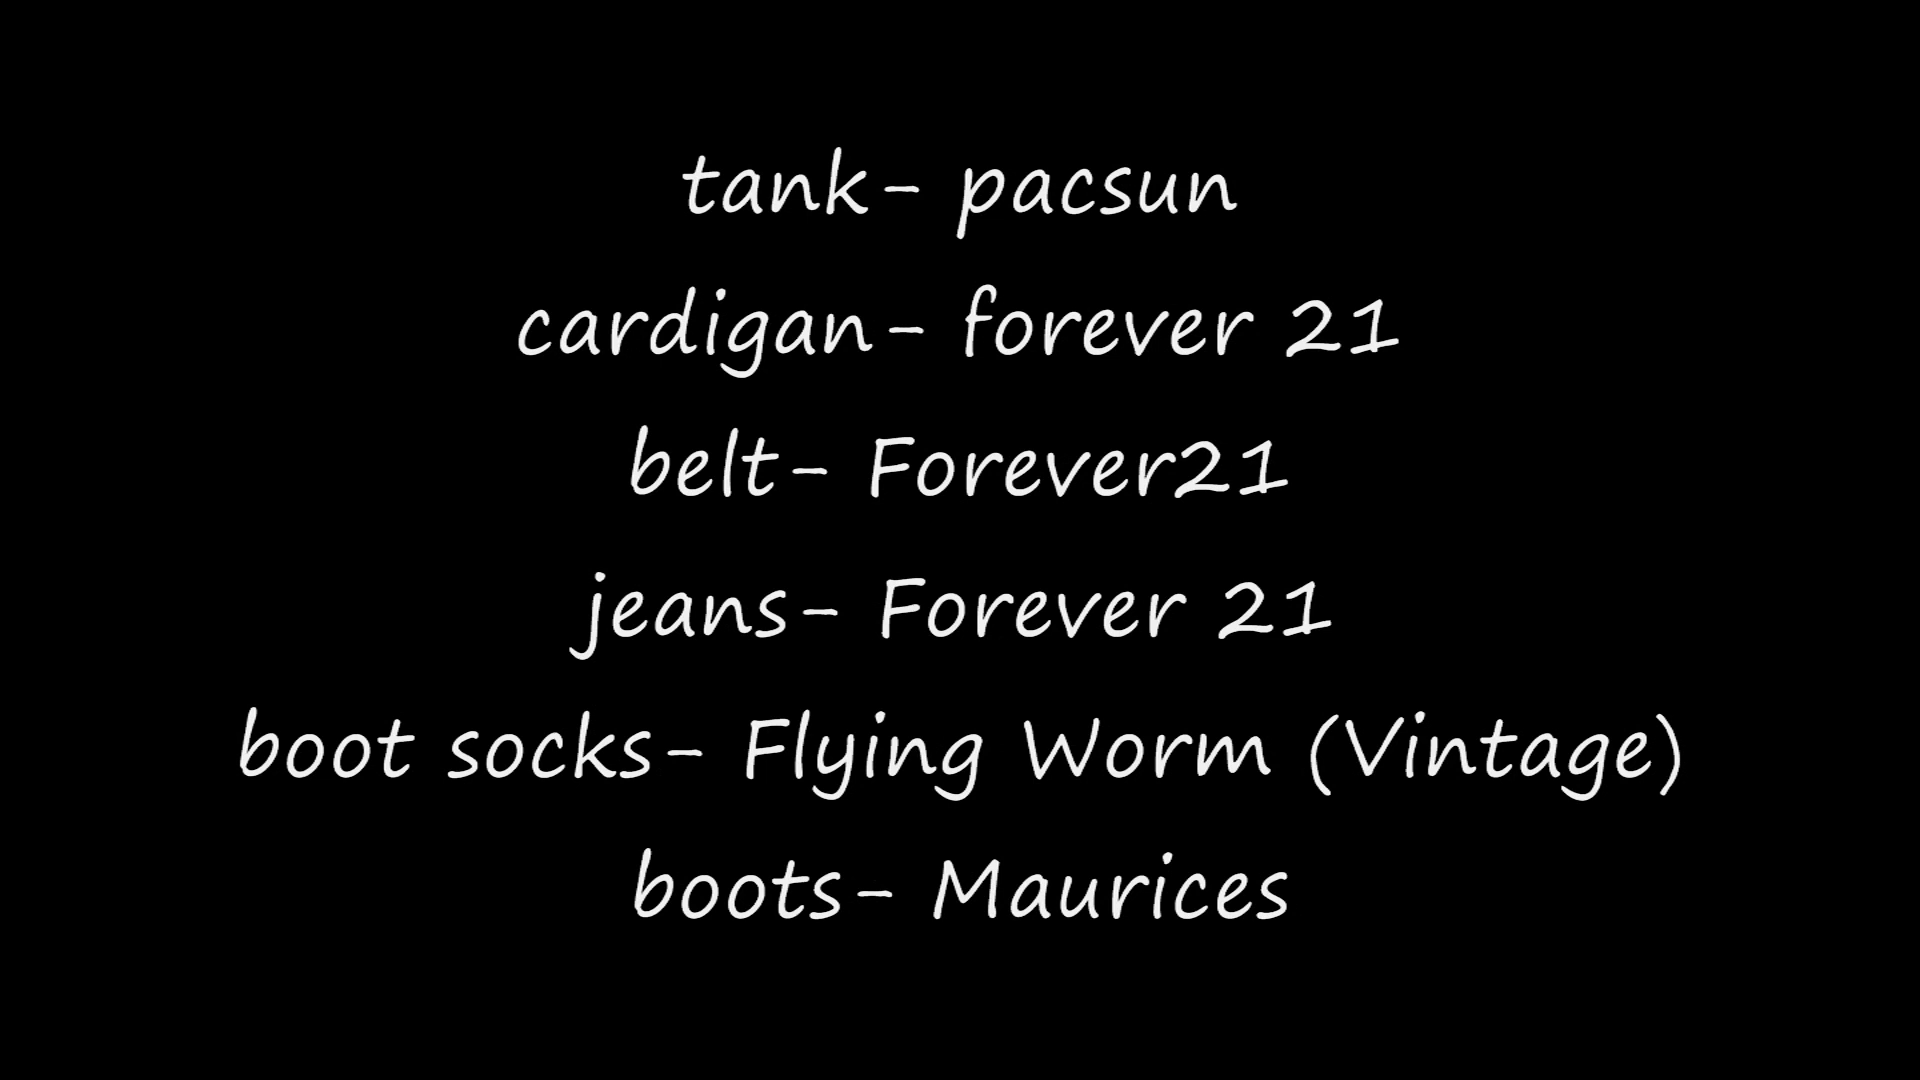 tank- pacsun
cardigan- forever 21
belt- Forever21
jeans- Forever 21
boot socks- Flying Worm (Vintage)
boots- Maurices